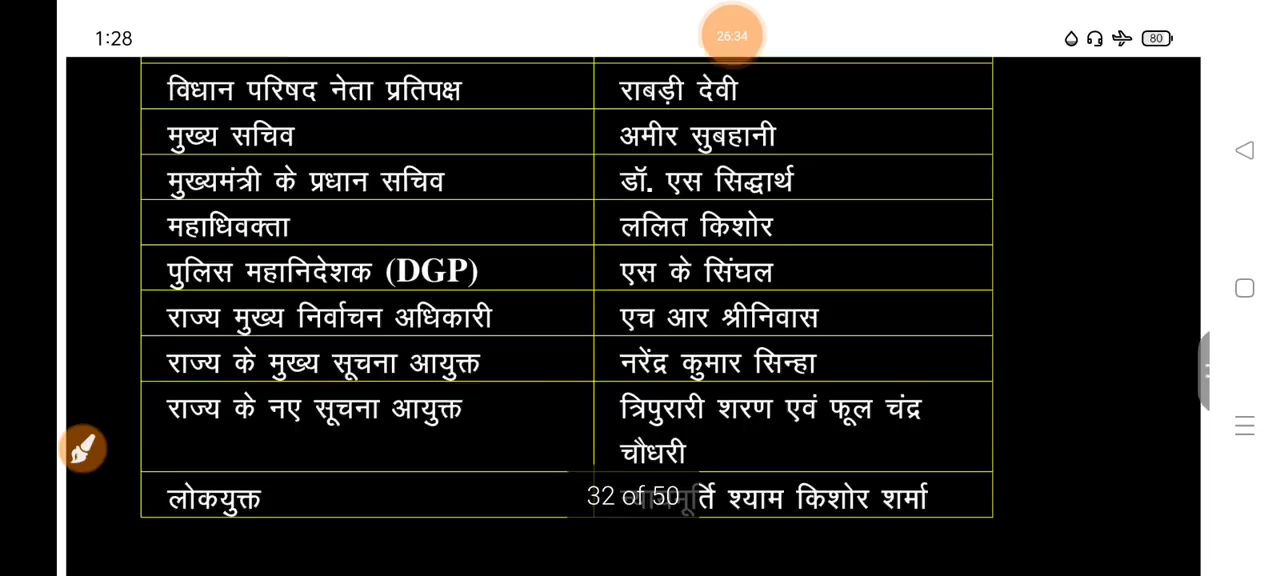 1:28
26:34
80
विधान परिषद नेता प्रतिपक्ष राबड़ी देवी
मुख्य सचिव अमीर सुबहानी
मुख्यमंत्री के प्रधान सचिव डॉ. एस सिद्धार्थ
महाधिवक्ता ललित किशोर
पुलिस महानिदेशक (DGP) एस के सिंघल
राज्य मुख्य निर्वाचन अधिकारी एच आर श्रीनिवास
राज्य के मुख्य सूचना आयुक्त नरेंद्र कुमार सिन्हा
राज्य के नए सूचना आयुक्त त्रिपुरारी शरण एवं फूल चंद्र
चौधरी
लोकयुक्त श्याम किशोर शर्मा
32 of 50